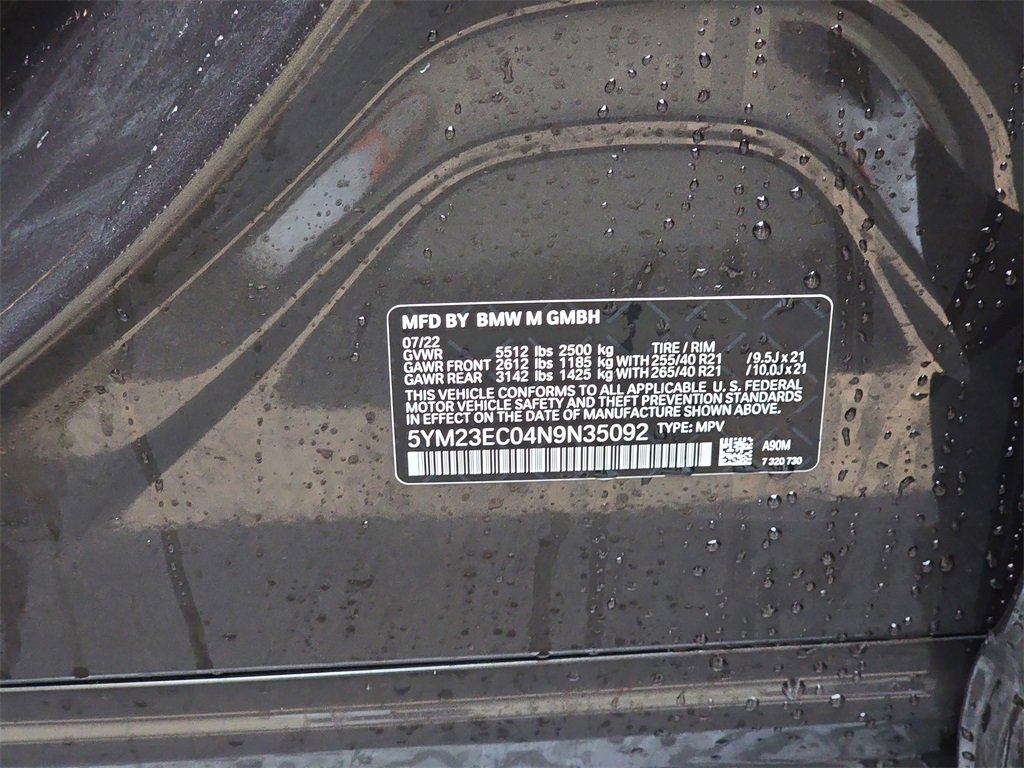 MFD BY BMW M GMBH
07/22
GVWR 5512 lbs 2500 kg TIRE / RIM
GAWR FRONT 2612 lbs 1185 kg WITH 255/40 R21 /9.5J x 21
GAWR REAR 3142 lbs 1425 kg WITH 265/40 R21 /10.0J x 21
THIS VEHICLE CONFORMS TO ALL APPLICABLE U. S. FEDERAL
MOTOR VEHICLE SAFETY AND THEFT PREVENTION STANDARDS
IN EFFECT ON THE DATE OF MANUFACTURE SHOWN ABOVE.
5YM23EC04N9N35092 TYPE: MPV
A90M
7 320 730